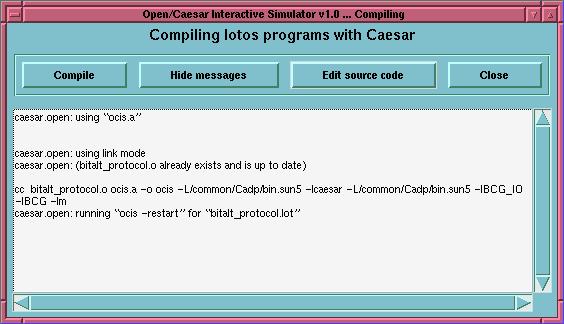 Open/Caesar Interactive Simulator v1.0 ... Compiling
Compiling lotos programs with Caesar
Compile
Hide messages
Edit source code
Close
caesar.open: using “ocis.a”
caesar.open: using link mode
caesar.open: (bitalt_protocol.o already exists and is up to date)
cc bitalt_protocol.o ocis.a -o ocis -L/common/Cadp/bin.sun5 -lcaesar -L/common/Cadp/bin.sun5 -lBCG_IO
-lBCG -lm
caesar.open: running “ocis -restart” for “bitalt_protocol.lot”